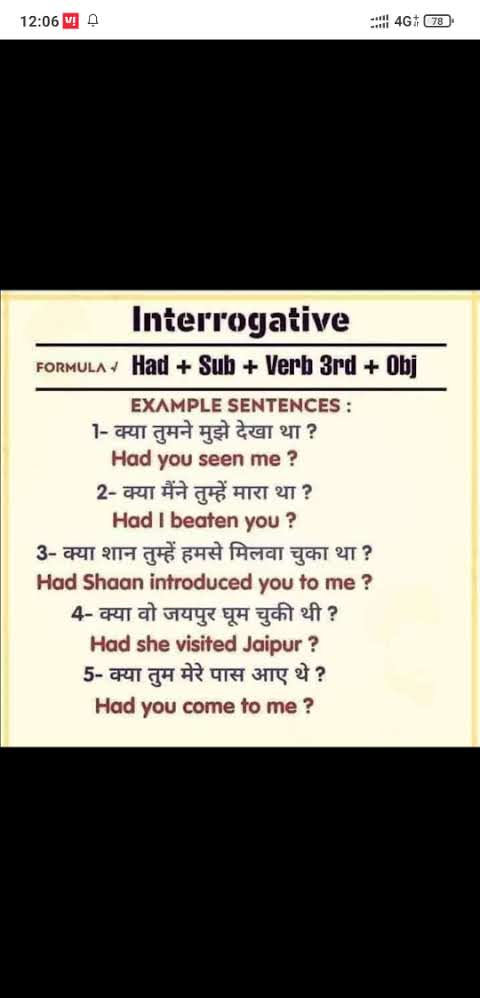 12:06 VI 4G 78
Interrogative
FORMULA √ Had + Sub + Verb 3rd + Obj
EXAMPLE SENTENCES :
1- क्या तुमने मुझे देखा था ?
Had you seen me ?
2- क्या मैंने तुम्हें मारा था ?
Had I beaten you ?
3- क्या शान तुम्हें हमसे मिलवा चुका था ?
Had Shaan introduced you to me ?
4- क्या वो जयपुर घूम चुकी थी ?
Had she visited Jaipur ?
5- क्या तुम मेरे पास आए थे ?
Had you come to me ?